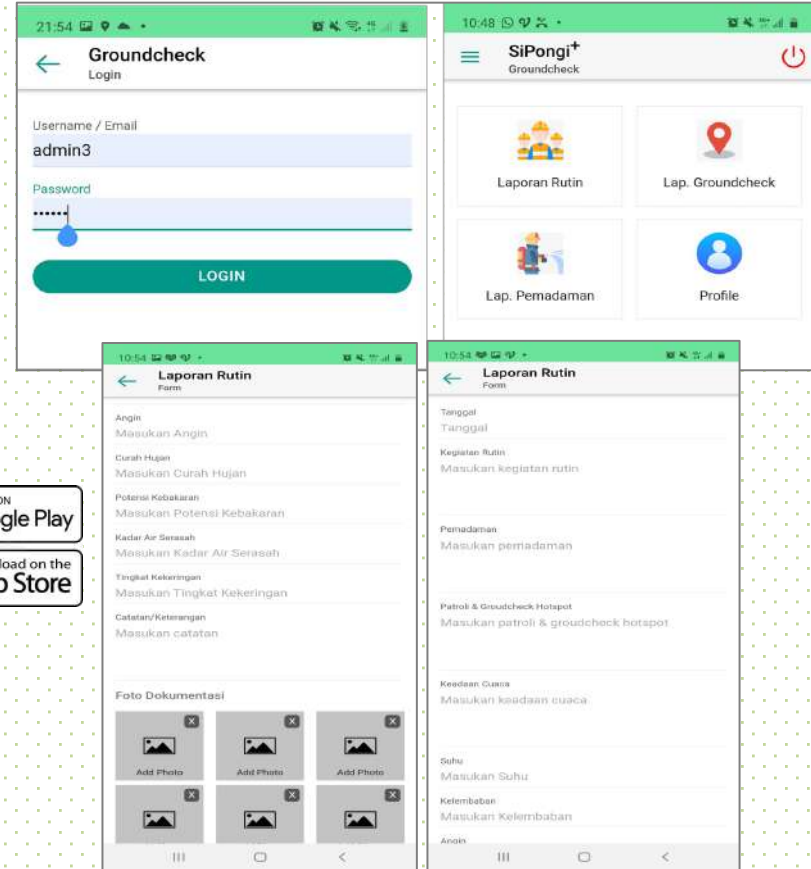 21:54
Groundcheck
Login
Username / Email
admin3
Password
••••••
LOGIN
10:48
SiPongi+
Groundcheck
Laporan Rutin
Lap. Groundcheck
Lap. Pemadaman
Profile
10:54
Laporan Rutin
Form
Angin
Masukan Angin
Curah Hujan
Masukan Curah Hujan
Potensi Kebakaran
Masukan Potensi Kebakaran
Kadar Air Serasah
Masukan Kadar Air Serasah
Tingkat Kekeringan
Masukan Tingkat Kekeringan
Catatan/Keterangan
Masukan catatan
Foto Dokumentasi
Add Photo
Add Photo
Add Photo
10:54
Laporan Rutin
Form
Tanggal
Tanggal
Kegiatan Rutin
Masukan kegiatan rutin
Pemadaman
Masukan pemadaman
Patroli & Groudcheck Hotspot
Masukan patroli & groudcheck hotspot
Keadaan Cuaca
Masukan keadaan cuaca
Suhu
Masukan Suhu
Kelembaban
Masukan Kelembaban
Angin
ON
gle Play
load on the
Store